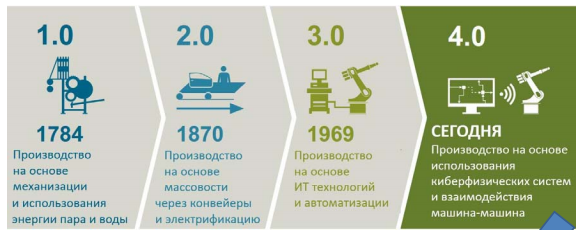 1.0
1784
Производство
на основе
механизации
и использования
энергии пара и воды
2.0
1870
Производство
на основе
массовости
через конвейеры
и электрификацию
3.0
1969
Производство
на основе
ИТ технологий
и автоматизации
4.0
СЕГОДНЯ
Производство на основе
использования
киберфизических систем
и взаимодействия
машина-машина